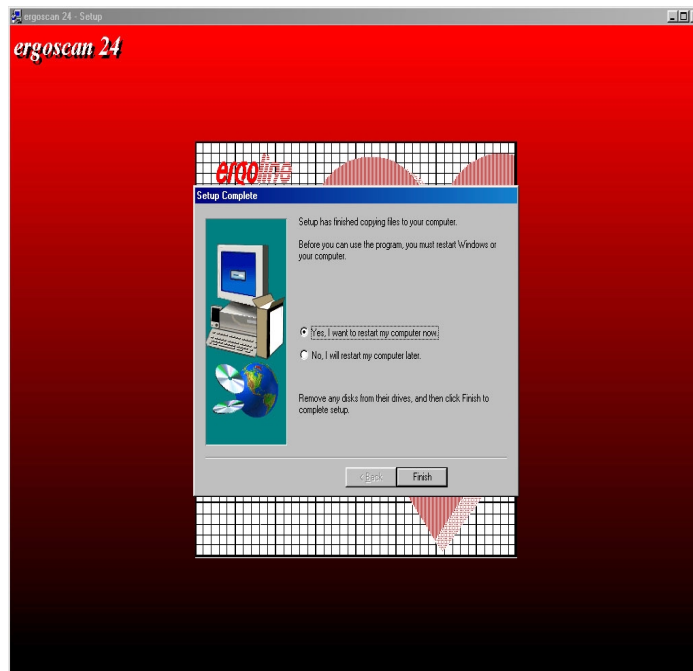 ergoscan 24 - Setup
ergoscan 24
ergoline
Setup Complete
Setup has finished copying files to your computer.
Before you can use the program, you must restart Windows or
your computer.
Yes, I want to restart my computer now.
No, I will restart my computer later.
Remove any disks from their drives, and then click Finish to
complete setup.
< Back
Finish